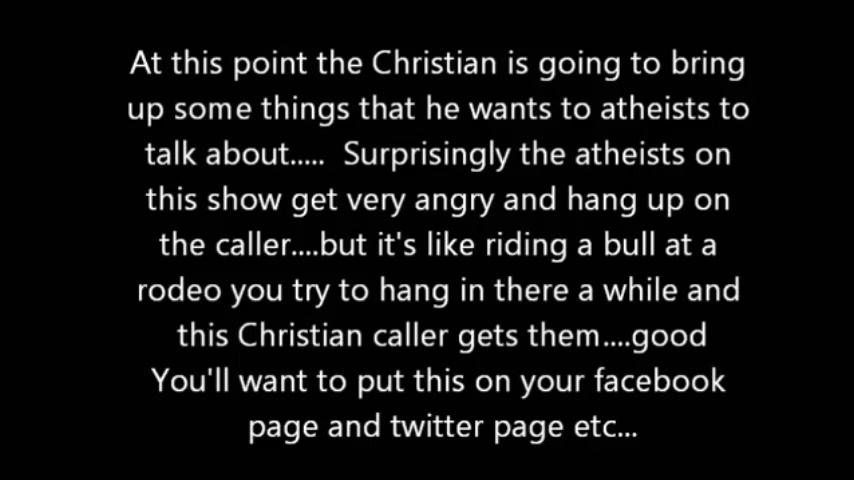 At this point the Christian is going to bring
up some things that he wants to atheists to
talk about..... Surprisingly the atheists on
this show get very angry and hang up on
the caller....but it's like riding a bull at a
rodeo you try to hang in there a while and
this Christian caller gets them....good
You'll want to put this on your facebook
page and twitter page etc...